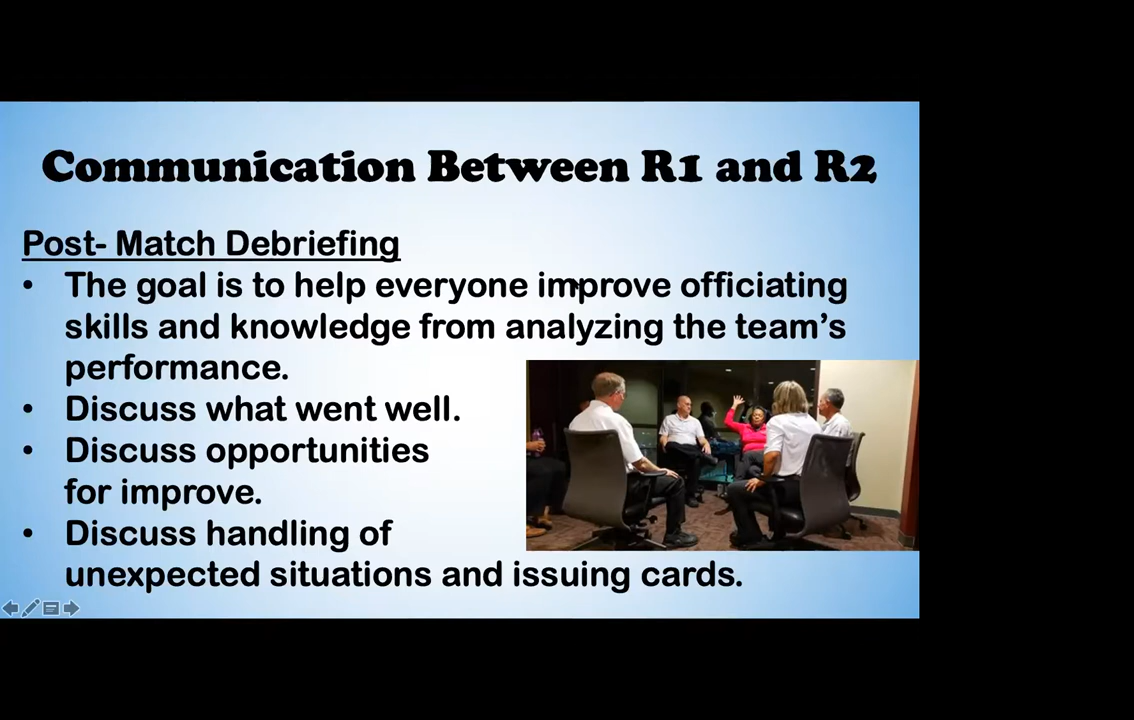 Communication Between R1 and R2
Post- Match Debriefing
• The goal is to help everyone improve officiating
skills and knowledge from analyzing the team's
performance.
• Discuss what went well.
• Discuss opportunities
for improve.
• Discuss handling of
unexpected situations and issuing cards.